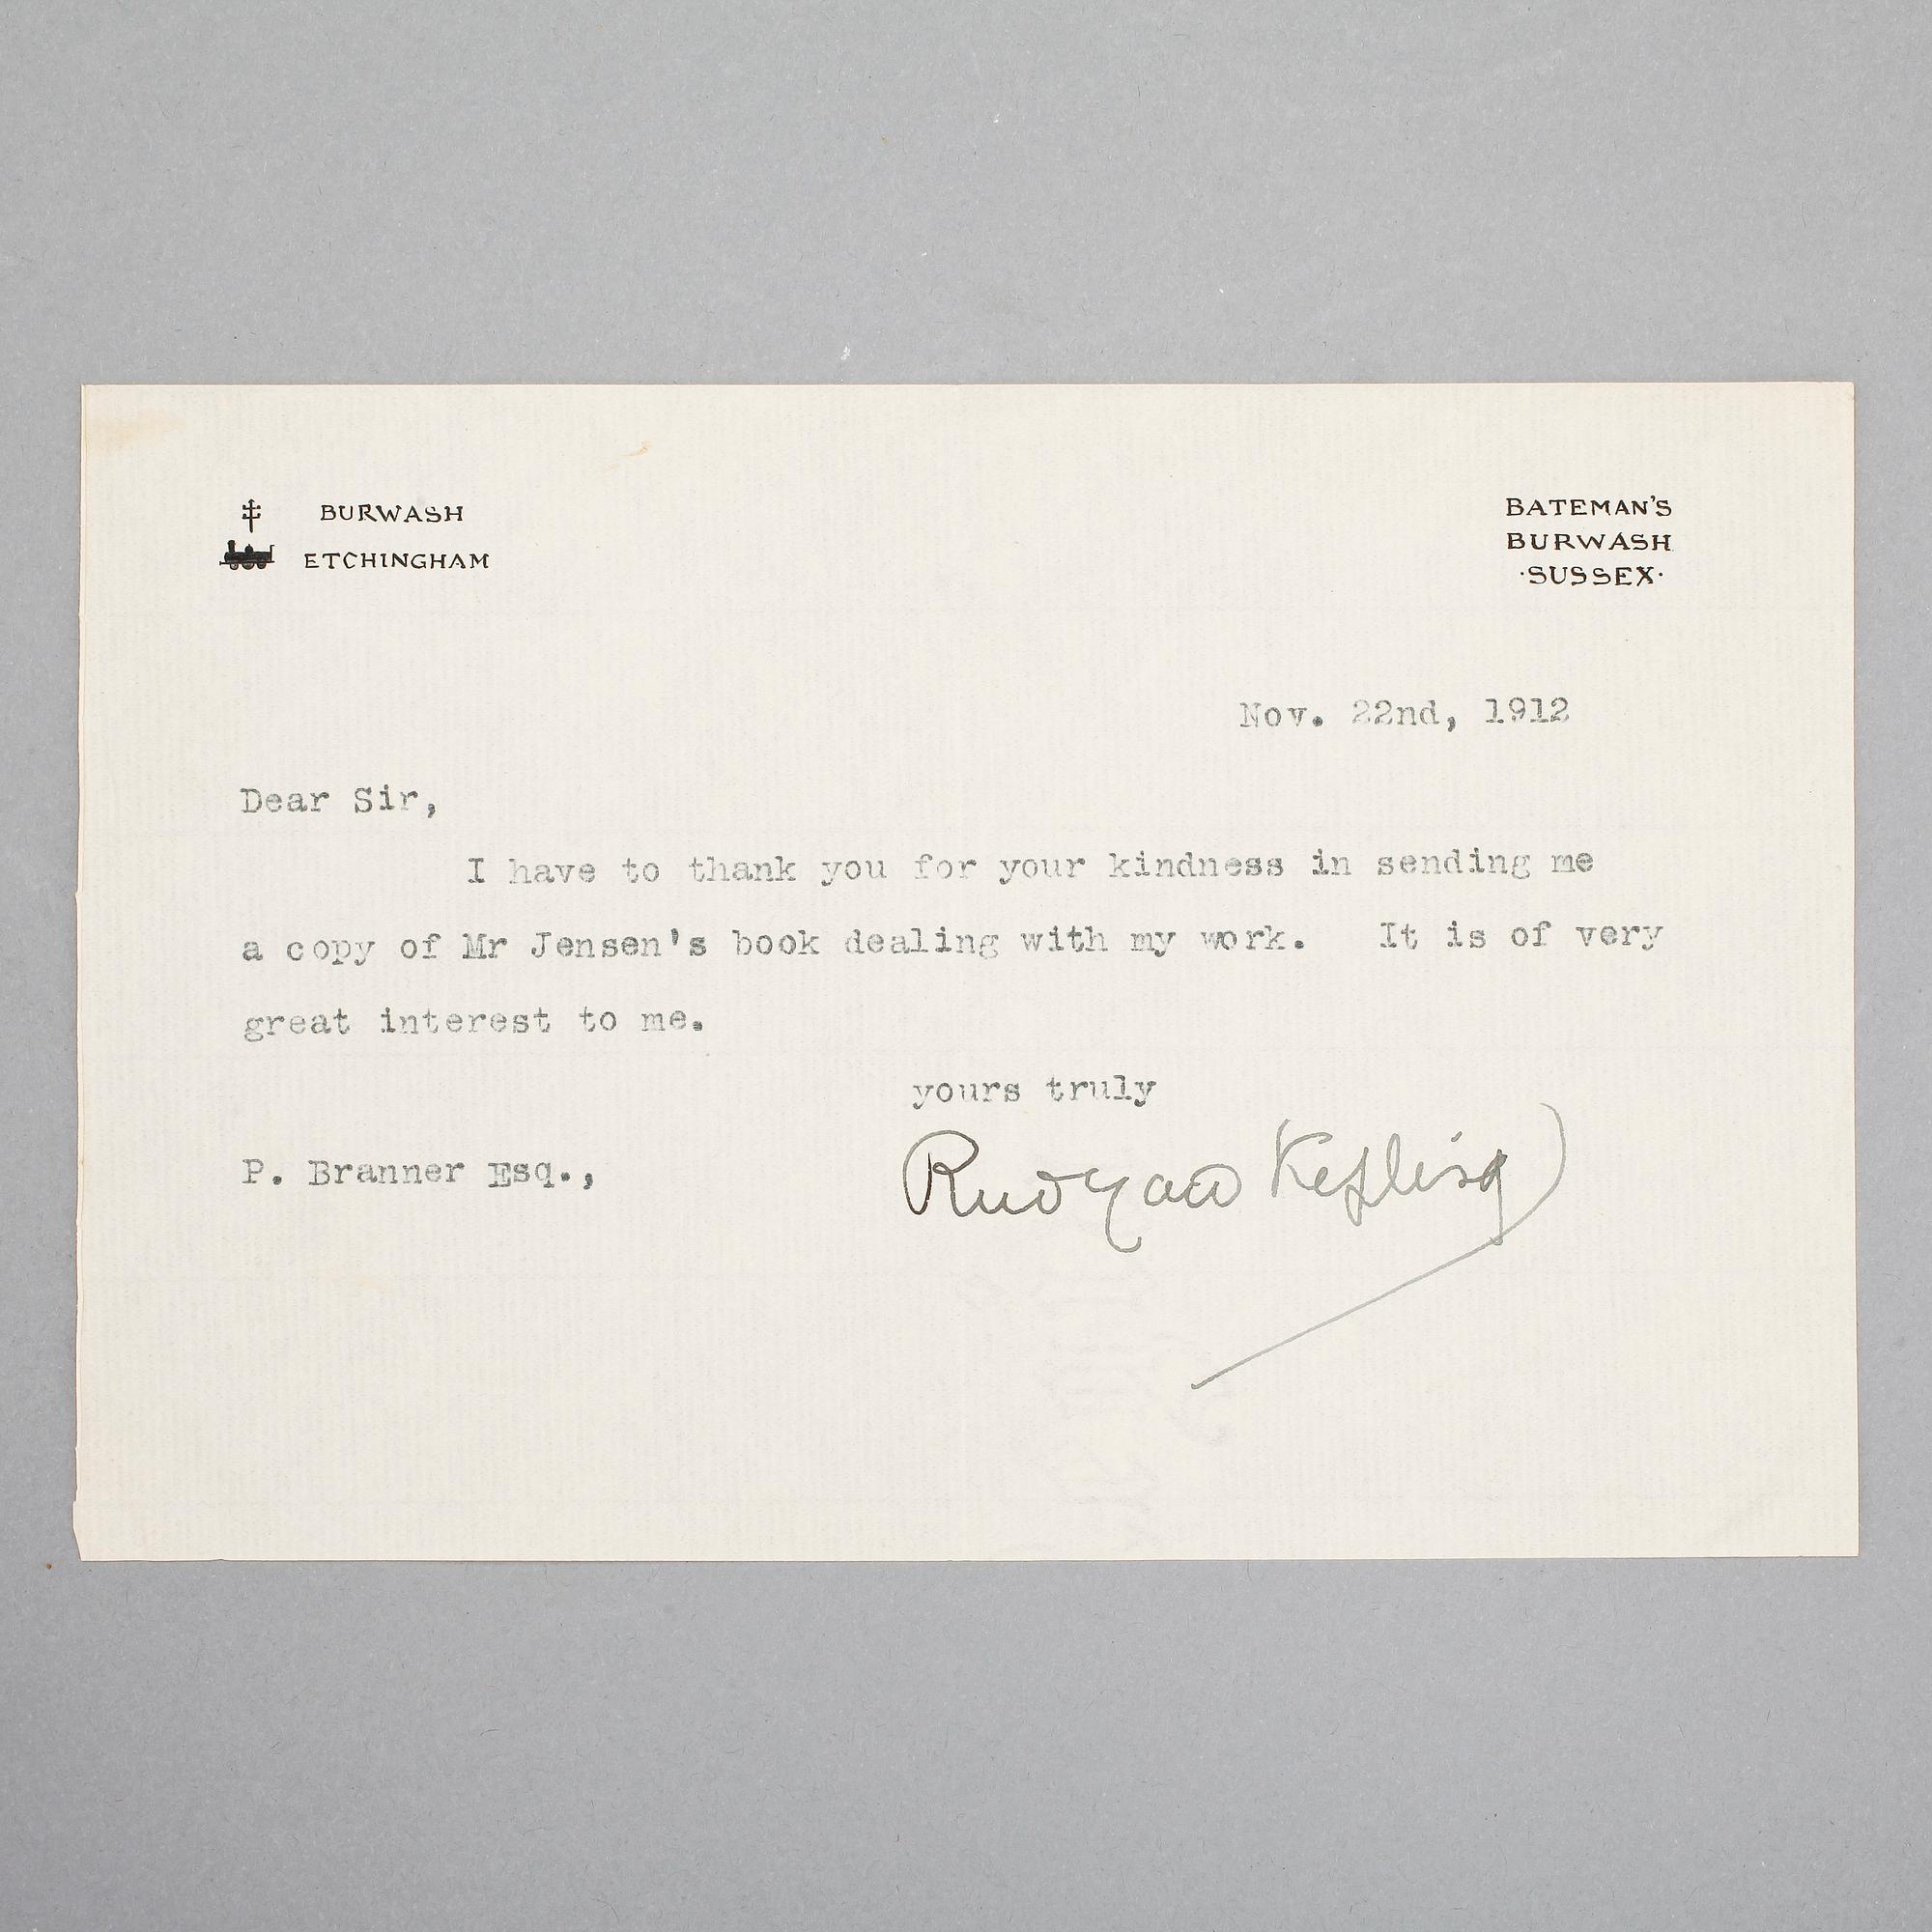 BURWASH
ETCHINGHAM
BATEMAN'S
BURWASH
·SUSSEX·
Nov. 22nd, 1912
Dear Sir,
I have to thank you for your kindness in sending me
a copy of Mr Jensen's book dealing with my work. It is of very
great interest to me.
yours truly
Rudyard Kipling
P. Branner Esq.,